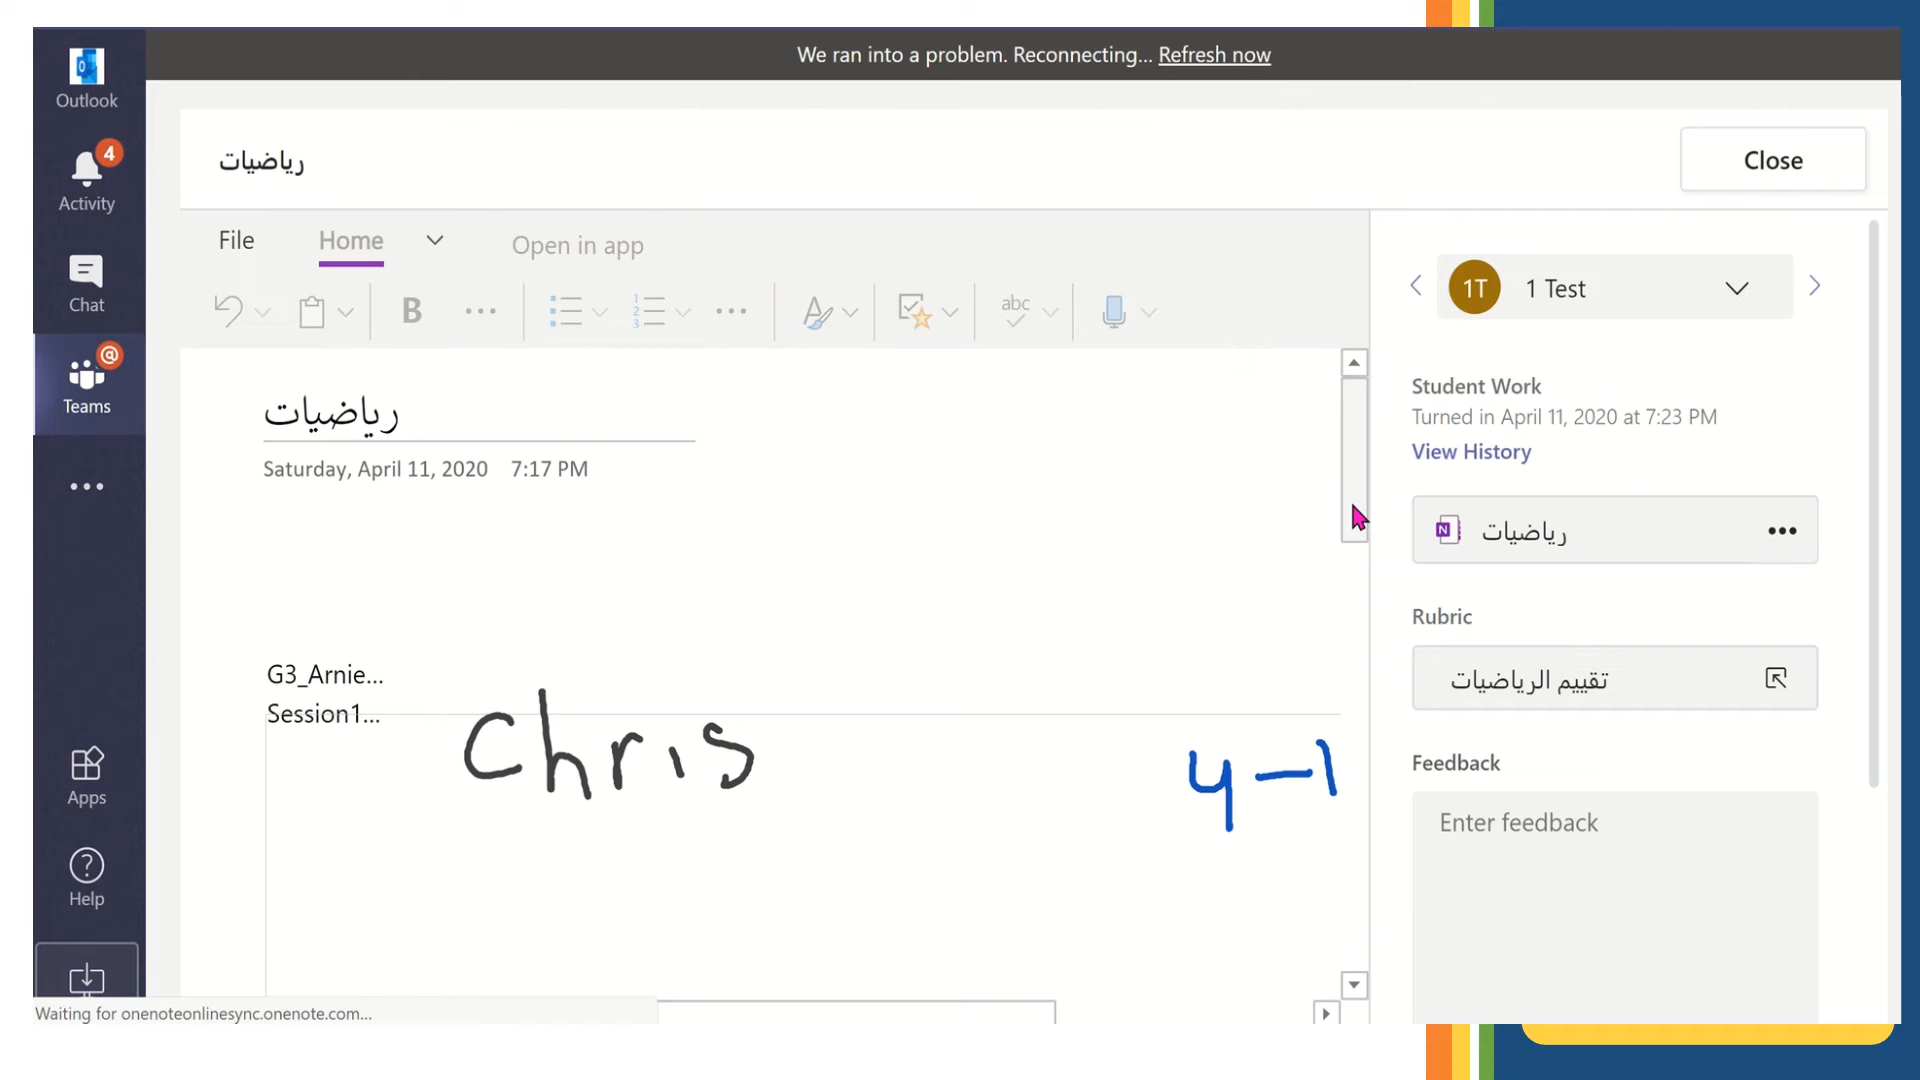 We ran into a problem. Reconnecting... Refresh now
Outlook
4
Activity
Chat
@
Teams
Apps
Help
رياضيات
Close
File
Home
Open in app
B
abc
رياضيات
Saturday, April 11, 2020 7:17 PM
G3_Arnie...
Session1...
Chris
4-1
1T
1 Test
Student Work
Turned in April 11, 2020 at 7:23 PM
View History
N
رياضيات
Rubric
تقييم الرياضيات
Feedback
Enter feedback
Waiting for onenoteonlinesync.onenote.com...